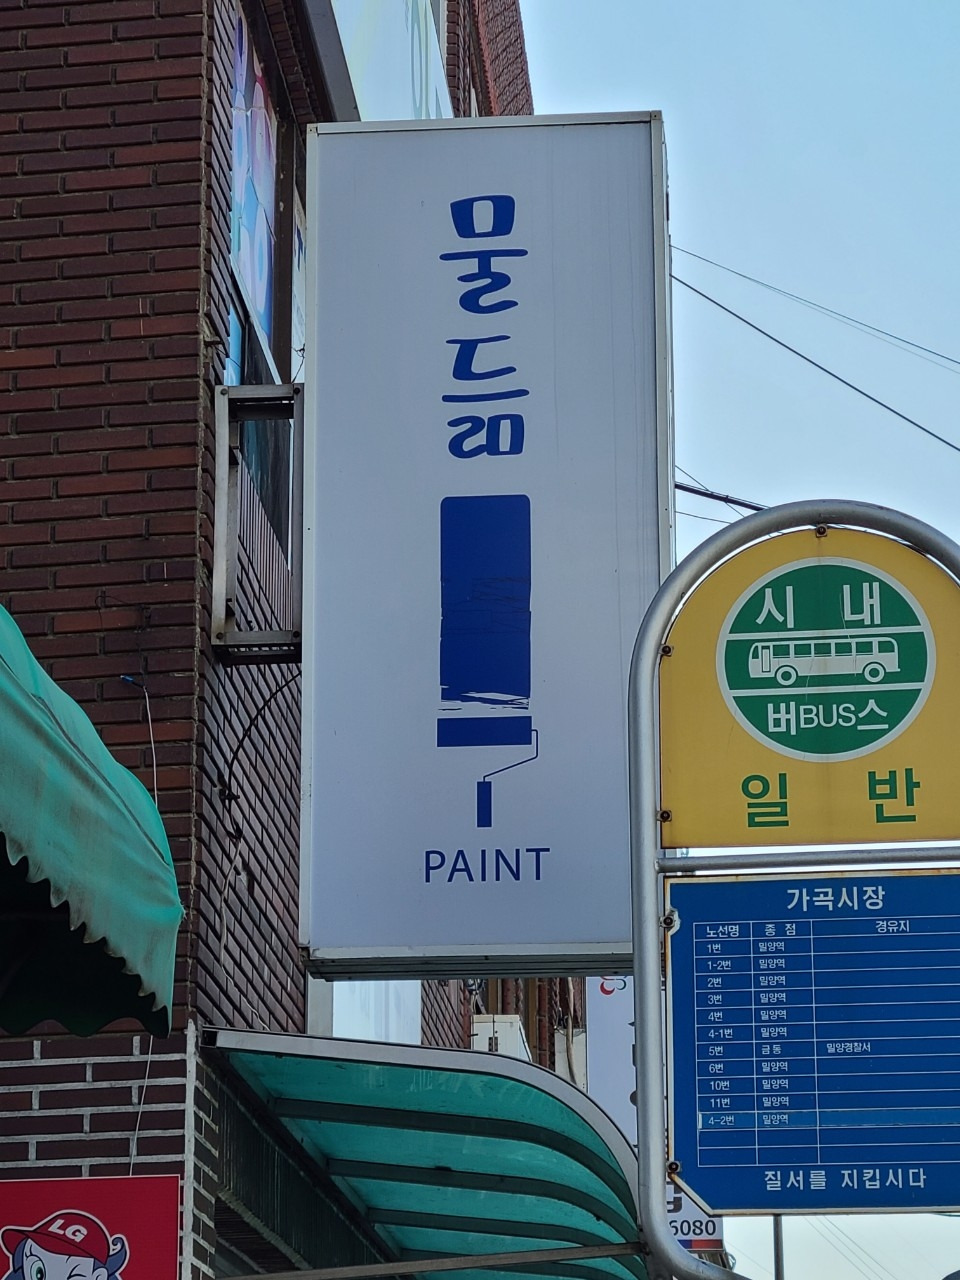 물
드
ㄻ
PAINT
시 내
버BUS스
일 반
가곡시장
노선명 종 점 경유지
1번 밀양역
1-2번 밀양역
2번 밀양역
3번 밀양역
4번 밀양역
4-1번 밀양역
5번 금 동 밀양경찰서
6번 밀양역
10번 밀양역
11번 밀양역
4-2번 밀양역
질서를 지킵시다
6080
LG